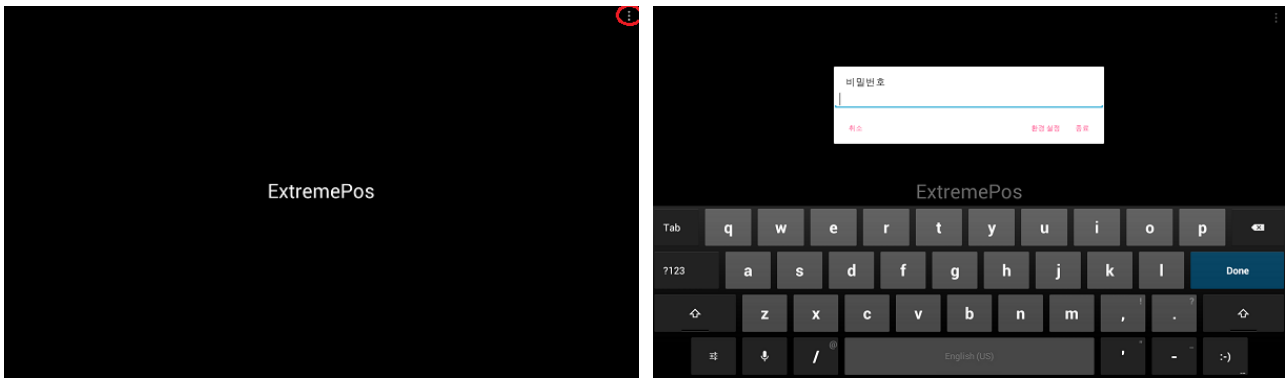 ExtremePos
비밀번호
취소 환경 설정 종료
ExtremePos
Tab q w e r t y u i o p
?123 a s d f g h j k l Done
z x c v b n m , ! . ?
/ @ English (US) ' " - _ :-)